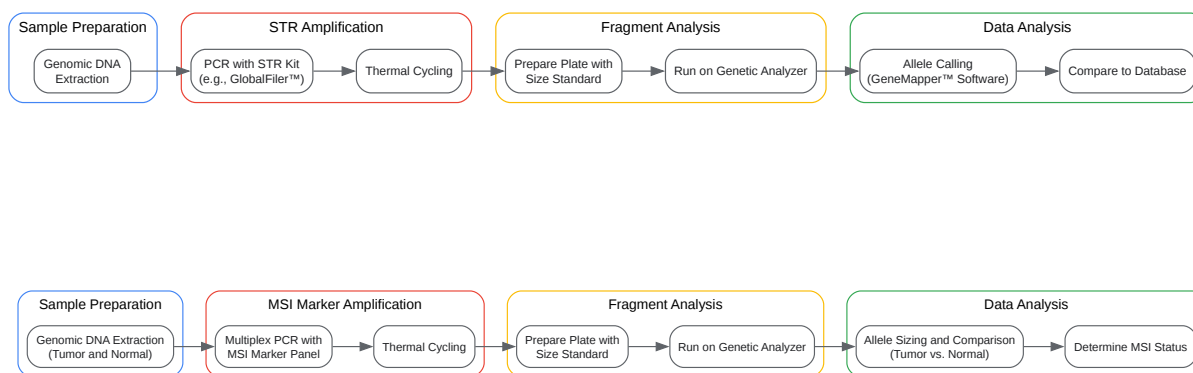 Sample Preparation
STR Amplification
Fragment Analysis
Data Analysis
Genomic DNA
Extraction
PCR with STR Kit
(e.g., GlobalFiler™)
Thermal Cycling
Prepare Plate with
Size Standard
Run on Genetic Analyzer
Allele Calling
(GeneMapper™ Software)
Compare to Database
Sample Preparation
MSI Marker Amplification
Fragment Analysis
Data Analysis
Genomic DNA Extraction
(Tumor and Normal)
Multiplex PCR with
MSI Marker Panel
Thermal Cycling
Prepare Plate with
Size Standard
Run on Genetic Analyzer
Allele Sizing and Comparison
(Tumor vs. Normal)
Determine MSI Status